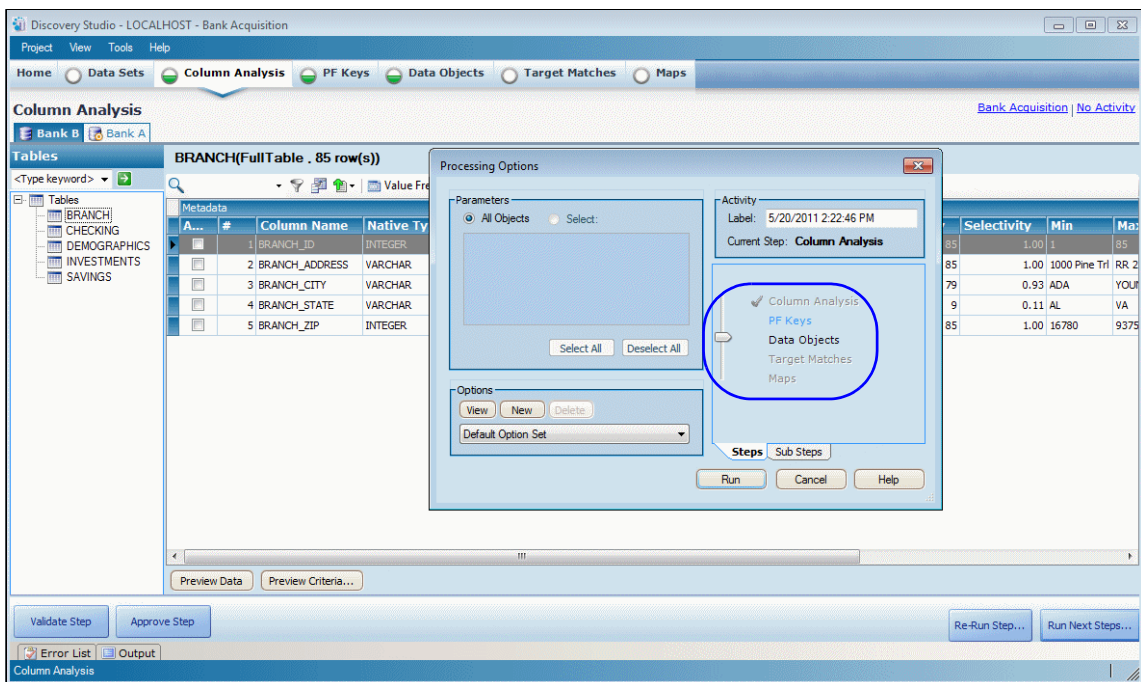 Discovery Studio - LOCALHOST - Bank Acquisition
Project View Tools Help
Home Data Sets Column Analysis PF Keys Data Objects Target Matches Maps
Column Analysis
Bank Acquisition | No Activity
Bank B Bank A
Tables
<Type keyword>
Tables
BRANCH
CHECKING
DEMOGRAPHICS
INVESTMENTS
SAVINGS
BRANCH(FullTable . 85 row(s))
Value Fre
Metadata
A... # Column Name Native Ty Selectivity Min Max
1 BRANCH_ID INTEGER 85 1.00 1 85
2 BRANCH_ADDRESS VARCHAR 85 1.00 1000 Pine Trl RR 2
3 BRANCH_CITY VARCHAR 79 0.93 ADA YOU
4 BRANCH_STATE VARCHAR 9 0.11 AL VA
5 BRANCH_ZIP INTEGER 85 1.00 16780 9375
Processing Options
Parameters
All Objects Select:
Select All Deselect All
Options
View New Delete
Default Option Set
Activity
Label: 5/20/2011 2:22:46 PM
Current Step: Column Analysis
Column Analysis
PF Keys
Data Objects
Target Matches
Maps
Steps Sub Steps
Run Cancel Help
Preview Data Preview Criteria...
Validate Step Approve Step Re-Run Step... Run Next Steps...
Error List Output
Column Analysis